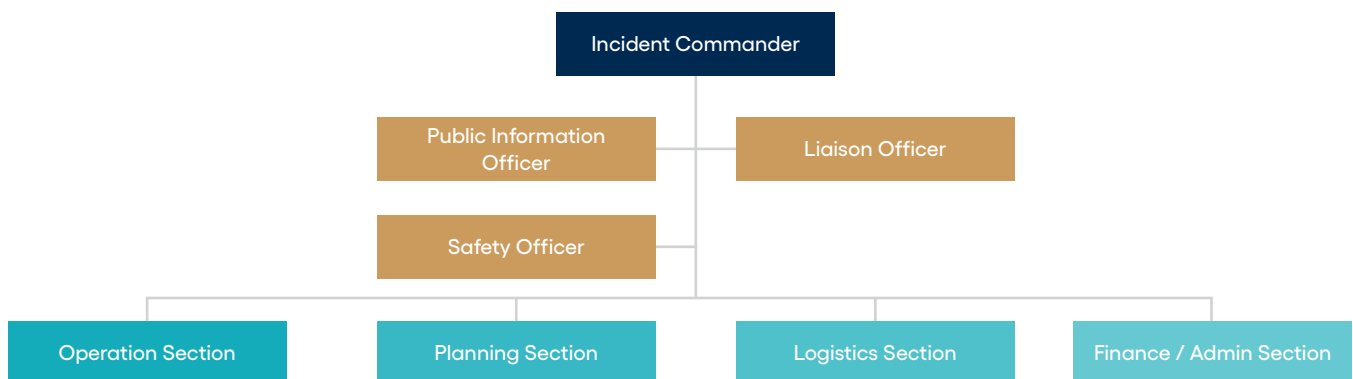 Incident Commander
Public Information
Officer
Liaison Officer
Safety Officer
Operation Section
Planning Section
Logistics Section
Finance / Admin Section